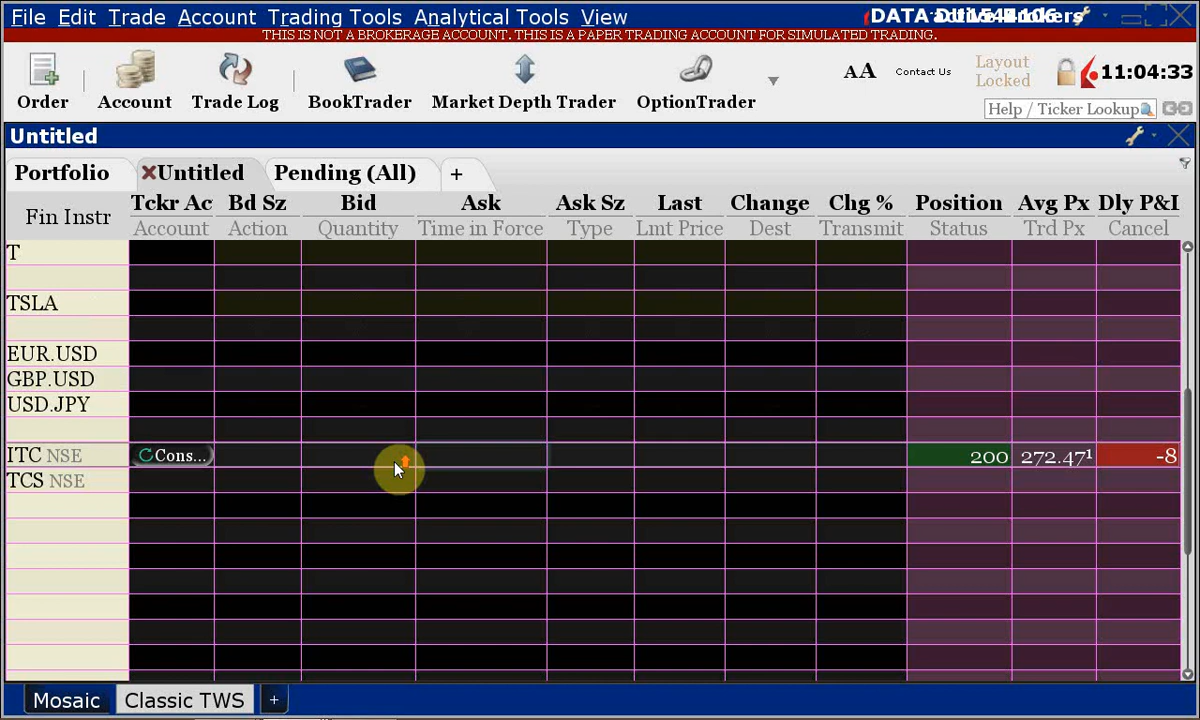 File Edit Trade Account Trading Tools Analytical Tools View
THIS IS NOT A BROKERAGE ACCOUNT. THIS IS A PAPER TRADING ACCOUNT FOR SIMULATED TRADING.
Order Account Trade Log BookTrader Market Depth Trader OptionTrader AA Contact Us Layout Locked 11:04:33
Help / Ticker Lookup
Untitled
Portfolio Untitled Pending (All) +
Fin Instr Tckr Ac Bd Sz Bid Ask Ask Sz Last Change Chg % Position Avg Px Dly P&I
Account Action Quantity Time in Force Type Lmt Price Dest Transmit Status Trd Px Cancel
T
TSLA
EUR.USD
GBP.USD
USD.JPY
ITC NSE Cons... 200 272.47¹ -8
TCS NSE
Mosaic Classic TWS +